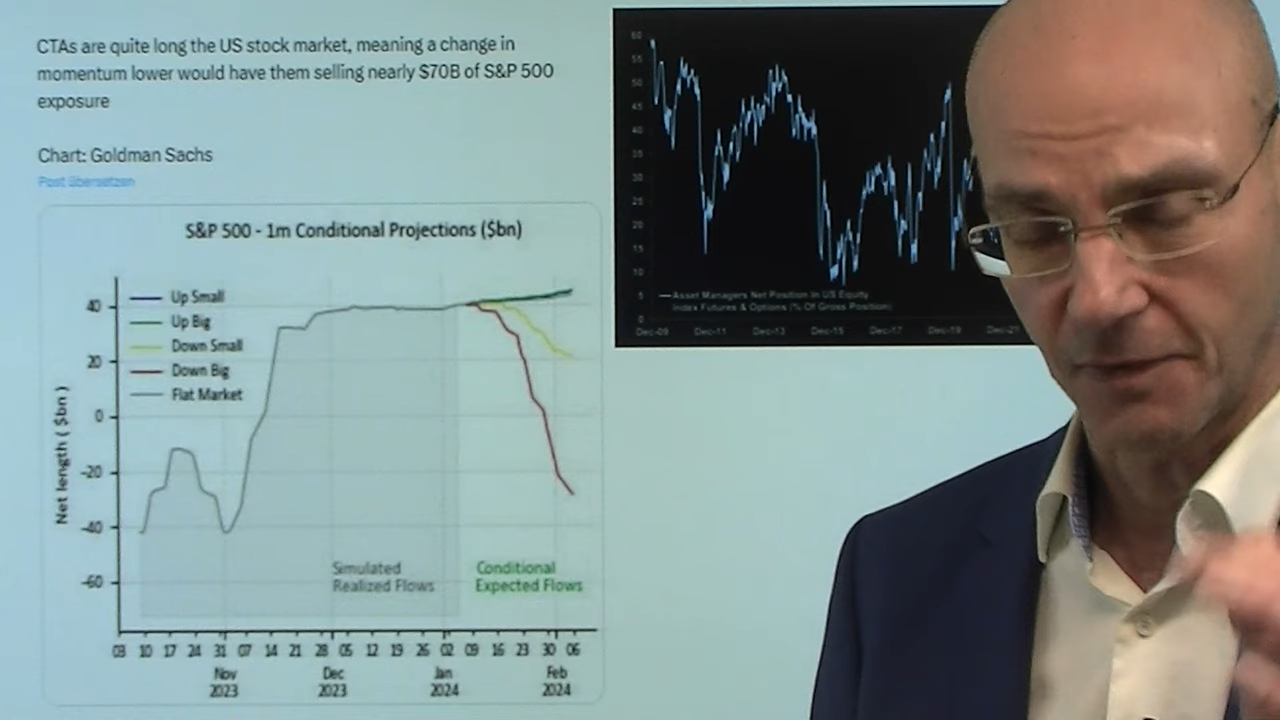 CTAs are quite long the US stock market, meaning a change in
momentum lower would have them selling nearly $70B of S&P 500
exposure
Chart: Goldman Sachs
Post übersetzen
S&P 500 - 1m Conditional Projections ($bn)
Net length ( $bn )
40
20
0
-20
-40
-60
Up Small
Up Big
Down Small
Down Big
Flat Market
Simulated
Realized Flows
Conditional
Expected Flows
03 10 17 24 31 07 14 21 28 05 12 19 26 02 09 16 23 30 06
Nov Dec Jan Feb
2023 2023 2024 2024
60
55
50
45
40
35
30
25
20
15
10
5
0
Asset Managers Net Position In US Equity
Index Futures & Options (% Of Gross Position)
Dec-09 Dec-11 Dec-13 Dec-15 Dec-17 Dec-19 Dec-21